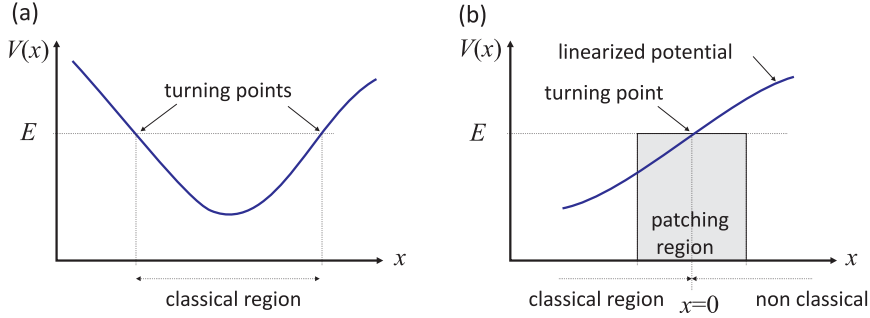 (a)
V(x)
turning points
E
x
classical region
(b)
V(x)
linearized potential
turning point
E
patching
region
x
classical region
x=0
non classical